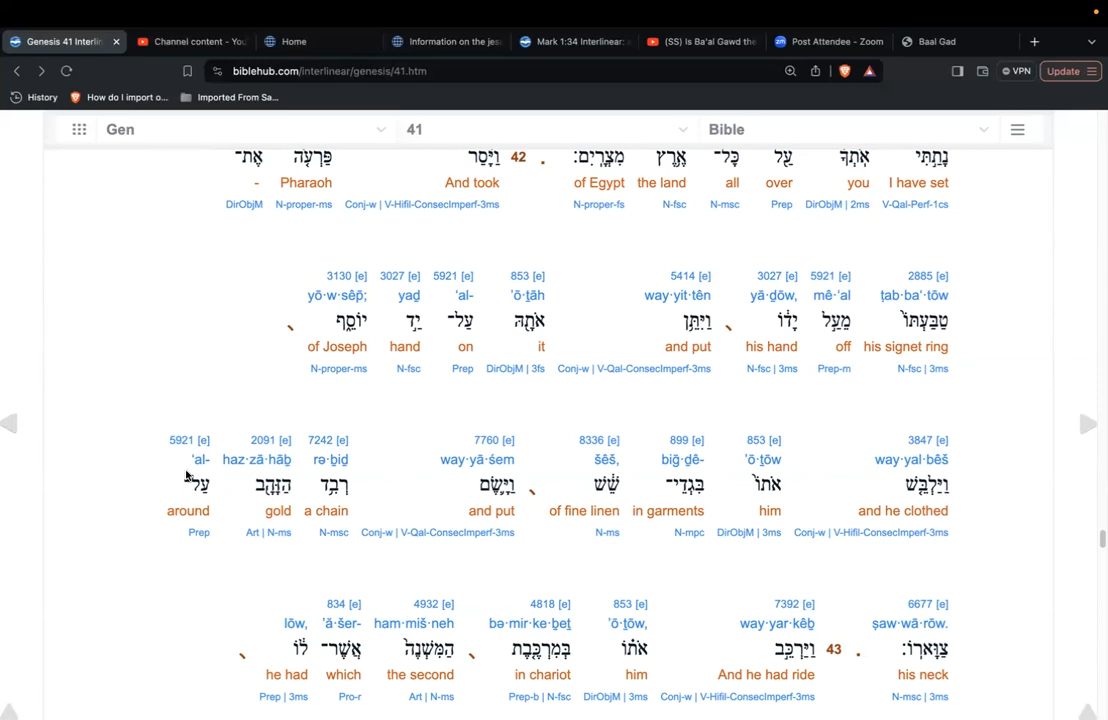 Genesis 41 Interlin
Channel content - You
Home
Information on the jes
Mark 1:34 Interlinear:
(SS) Is Ba'al Gawd the
Post Attendee - Zoom
Baal Gad
biblehub.com/interlinear/genesis/41.htm
VPN
Update
History
How do I import o...
Imported From Sa...
Gen
41
Bible
נָתַ֣תִּי אֹֽתְךָ֔ עַ֖ל כָּל־ אֶ֥רֶץ מִצְרָֽיִם׃ . 42 וַיָּ֨סַר פַּרְעֹ֤ה אֶת־
- Pharaoh And took of Egypt the land all over you I have set
DirObjM N-proper-ms Conj-w | V-Hifil-ConsecImperf-3ms N-proper-fs N-fsc N-msc Prep DirObjM | 2ms V-Qal-Perf-1cs
3130 [e] 3027 [e] 5921 [e] 853 [e] 5414 [e] 3027 [e] 5921 [e] 2885 [e]
yō·w·sêp̄; yaḏ ‘al- ’ō·ṯāh way·yit·tên yā·ḏōw, mê·‘al ṭab·ba‘·tōw
טַבַּעְתּוֹ֙ מֵעַ֣ל יָד֔וֹ 、 וַיִּתֵּ֥ן אֹתָ֖הּ עַל־ יַ֣ד יוֹסֵ֑ף 、
of Joseph hand on it and put his hand off his signet ring
N-proper-ms N-fsc Prep DirObjM | 3fs Conj-w | V-Qal-ConsecImperf-3ms N-fsc | 3ms Prep-m N-fsc | 3ms
5921 [e] 2091 [e] 7242 [e] 7760 [e] 8336 [e] 899 [e] 853 [e] 3847 [e]
‘al- haz·zā·hāḇ rə·ḇiḏ way·yā·śem šêš, biḡ·ḏê- ’ō·ṯōw way·yal·bêš
וַיַּלְבֵּ֤שׁ אֹתוֹ֙ בִּגְדֵי־ שֵׁ֔שׁ 、 וַיָּ֛שֶׂם רְבִ֥ד הַזָּהָ֖ב עַל־
around gold a chain and put of fine linen in garments him and he clothed
Prep Art | N-ms N-msc Conj-w | V-Qal-ConsecImperf-3ms N-ms N-mpc DirObjM | 3ms Conj-w | V-Hifil-ConsecImperf-3ms
834 [e] 4932 [e] 4818 [e] 853 [e] 7392 [e] 6677 [e]
lōw, ’ă·šer- ham·miš·neh bə·mir·ke·ḇeṯ ’ō·ṯōw, way·yar·kêḇ ṣaw·wā·rōw.
צַוָּארֽוֹ׃ . 43 וַיַּרְכֵּ֣ב אֹת֗וֹ בְּמִרְכֶּ֤בֶת 、 הַמִּשְׁנֶה֙ אֲשֶׁר־ ל֔וֹ 、
he had which the second in chariot him And he had ride his neck
Prep | 3ms Pro-r Art | N-ms Prep-b | N-fsc DirObjM | 3ms Conj-w | V-Hifil-ConsecImperf-3ms N-msc | 3ms